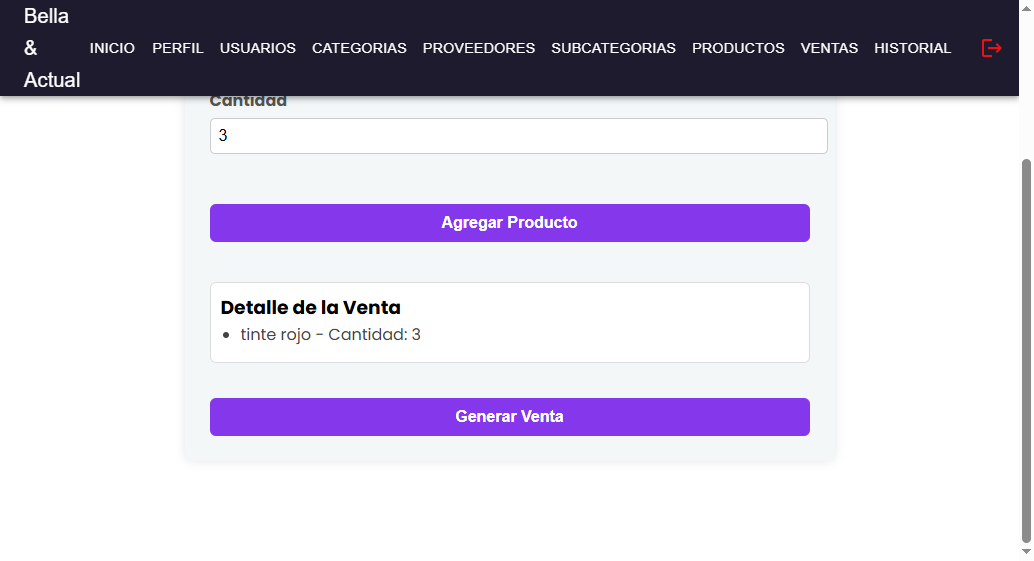 Bella
&
Actual
INICIO PERFIL USUARIOS CATEGORIAS PROVEEDORES SUBCATEGORIAS PRODUCTOS VENTAS HISTORIAL
Cantidad
3
Agregar Producto
Detalle de la Venta
• tinte rojo - Cantidad: 3
Generar Venta